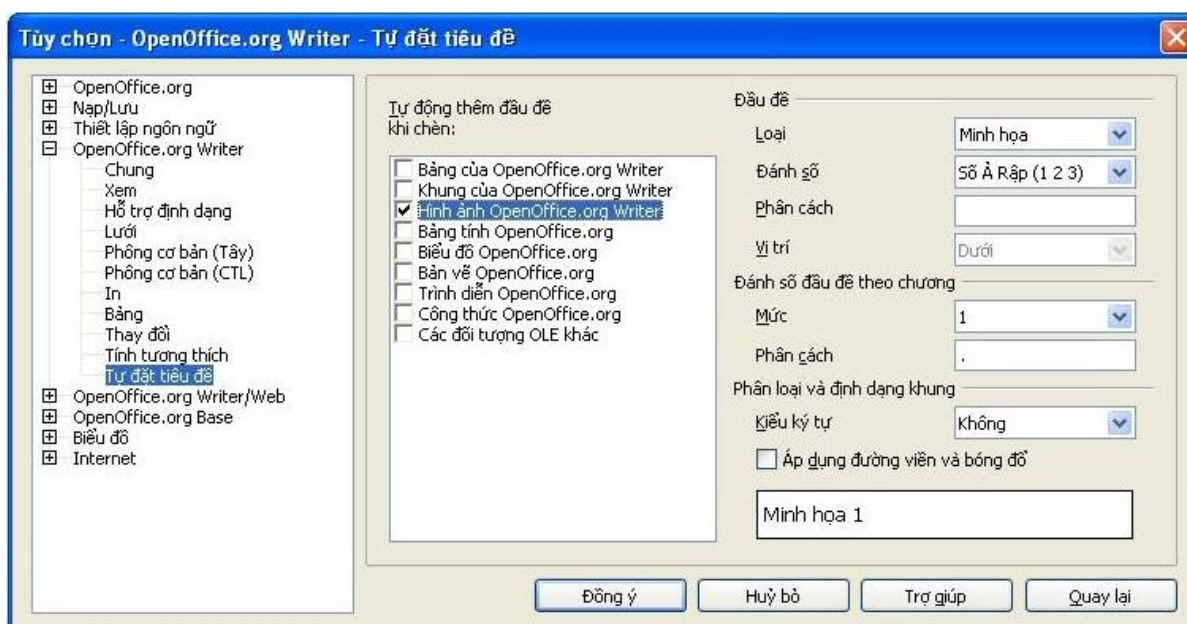 Tùy chọn - OpenOffice.org Writer - Tự đặt tiêu đề
OpenOffice.org
Nạp/Lưu
Thiết lập ngôn ngữ
OpenOffice.org Writer
Chung
Xem
Hỗ trợ định dạng
Lưới
Phông cơ bản (Tây)
Phông cơ bản (CTL)
In
Bảng
Thay đổi
Tính tương thích
Tự đặt tiêu đề
OpenOffice.org Writer/Web
OpenOffice.org Base
Biểu đồ
Internet
Tự động thêm đầu đề
khi chèn:
Bảng của OpenOffice.org Writer
Khung của OpenOffice.org Writer
Hình ảnh OpenOffice.org Writer
Bảng tính OpenOffice.org
Biểu đồ OpenOffice.org
Bản vẽ OpenOffice.org
Trình diễn OpenOffice.org
Công thức OpenOffice.org
Các đối tượng OLE khác
Đầu đề
Loại Minh họa
Đánh số Số Ả Rập (1 2 3)
Phân cách
Vị trí Dưới
Đánh số đầu đề theo chương
Mức 1
Phân cách .
Phân loại và định dạng khung
Kiểu ký tự Không
Áp dụng đường viền và bóng đổ
Minh họa 1
Đồng ý Huỷ bỏ Trợ giúp Quay lại